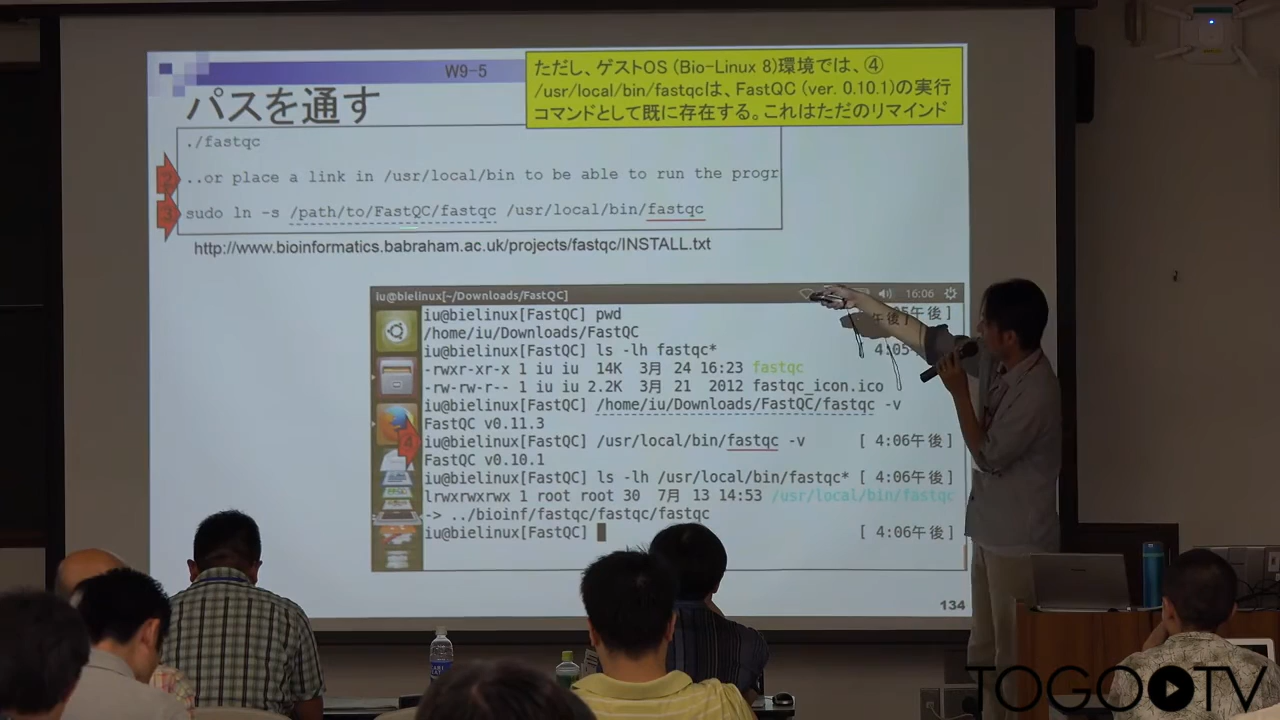 W9-5
ただし、ゲストOS (Bio-Linux 8)環境では、④
/usr/local/bin/fastqcは、FastQC (ver. 0.10.1)の実行
コマンドとして既に存在する。これはただのリマインド
パスを通す
./fastqc
2
..or place a link in /usr/local/bin to be able to run the progr
3
sudo ln -s /path/to/FastQC/fastqc /usr/local/bin/fastqc
http://www.bioinformatics.babraham.ac.uk/projects/fastqc/INSTALL.txt
iu@bielinux[~/Downloads/FastQC]
16:06
iu@bielinux[FastQC] pwd
/home/iu/Downloads/FastQC
iu@bielinux[FastQC] ls -lh fastqc*
-rwxr-xr-x 1 iu iu 14K 3月 24 16:23 fastqc
-rw-rw-r-- 1 iu iu 2.2K 3月 21 2012 fastqc_icon.ico
iu@bielinux[FastQC] /home/iu/Downloads/FastQC/fastqc -v
FastQC v0.11.3
4
iu@bielinux[FastQC] /usr/local/bin/fastqc -v [ 4:06午後]
FastQC v0.10.1
iu@bielinux[FastQC] ls -lh /usr/local/bin/fastqc* [ 4:06午後]
lrwxrwxrwx 1 root root 30 7月 13 14:53 /usr/local/bin/fastqc
-> ../bioinf/fastqc/fastqc/fastqc
iu@bielinux[FastQC] [ 4:06午後]
134
TOGOTV